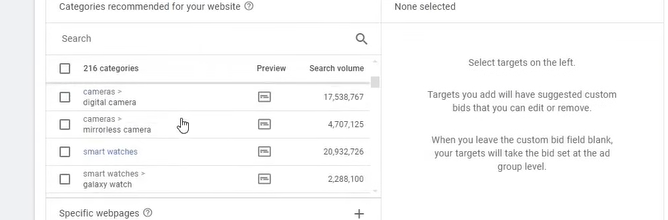 Categories recommended for your website
None selected
Search
216 categories Preview Search volume
cameras >
digital camera 17,538,767
cameras >
mirrorless camera 4,707,125
smart watches 20,932,726
smart watches >
galaxy watch 2,288,100
Specific webpages
Select targets on the left.
Targets you add will have suggested custom
bids that you can edit or remove.
When you leave the custom bid field blank,
your targets will take the bid set at the ad
group level.